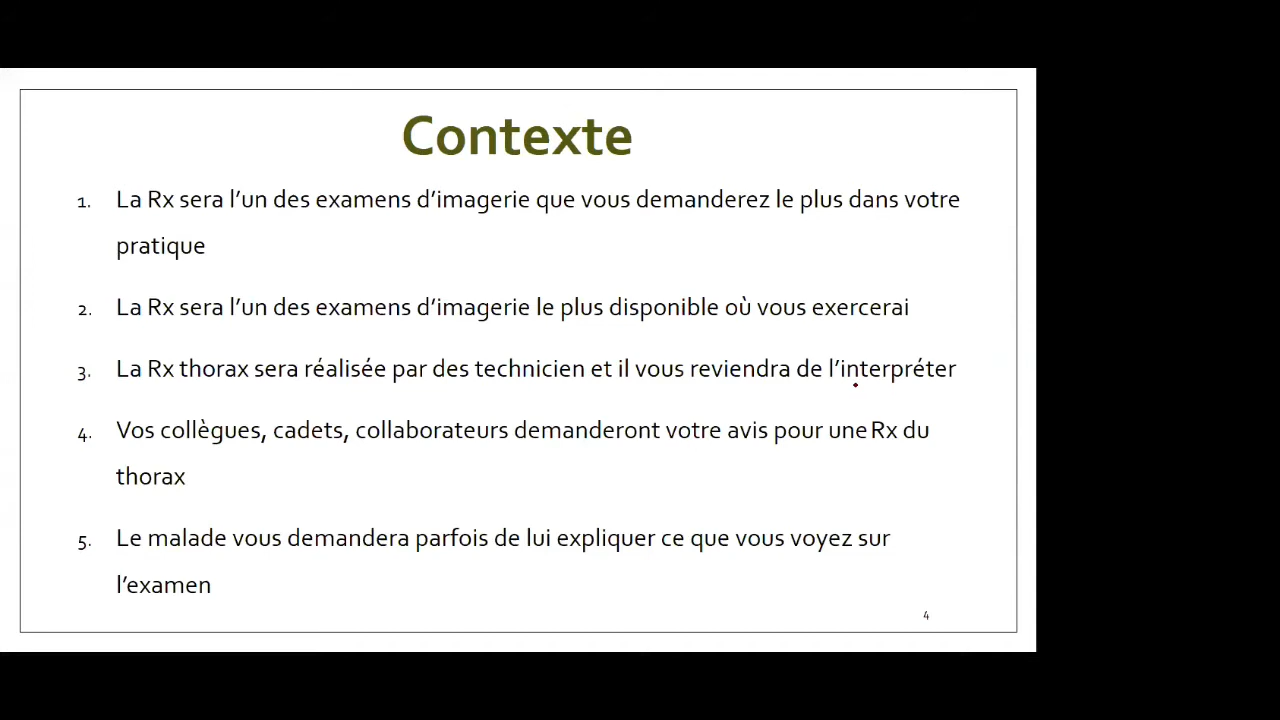 Contexte
1. La Rx sera l’un des examens d’imagerie que vous demanderez le plus dans votre
pratique
2. La Rx sera l’un des examens d’imagerie le plus disponible où vous exercerai
3. La Rx thorax sera réalisée par des technicien et il vous reviendra de l’interpréter
4. Vos collègues, cadets, collaborateurs demanderont votre avis pour une Rx du
thorax
5. Le malade vous demandera parfois de lui expliquer ce que vous voyez sur
l’examen
4